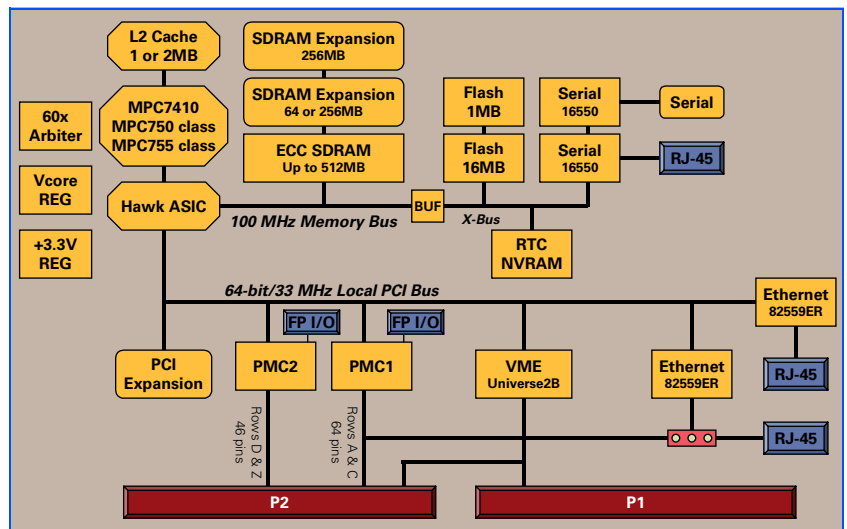 L2 Cache
1 or 2MB
SDRAM Expansion
256MB
MPC7410
MPC750 class
MPC755 class
SDRAM Expansion
64 or 256MB
Flash
1MB
Serial
16550
Serial
60x
Arbiter
ECC SDRAM
Up to 512MB
Flash
16MB
Serial
16550
RJ-45
Vcore
REG
Hawk ASIC
100 MHz Memory Bus
BUF
X-Bus
+3.3V
REG
RTC
NVRAM
64-bit/33 MHz Local PCI Bus
Ethernet
82559ER
FP I/O
FP I/O
PCI
Expansion
PMC2
PMC1
VME
Universe2B
Ethernet
82559ER
RJ-45
Rows D & Z
46 pins
Rows A & C
64 pins
RJ-45
P2
P1